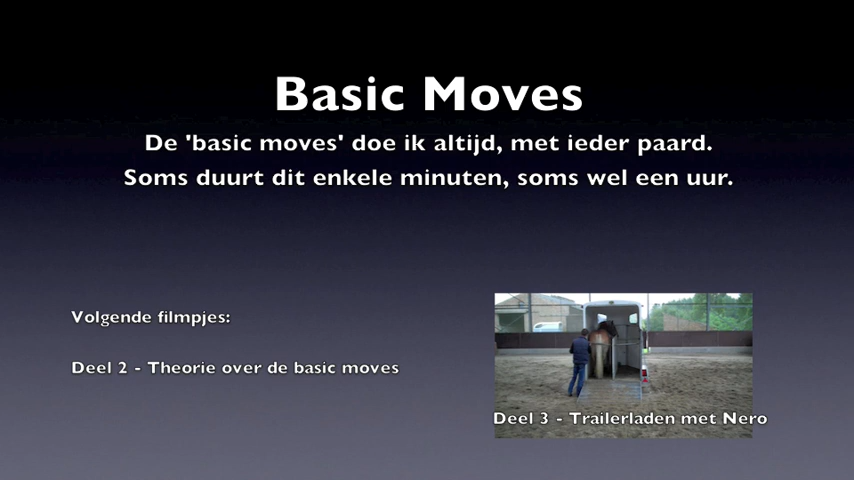 Basic Moves
De 'basic moves' doe ik altijd, met ieder paard.
Soms duurt dit enkele minuten, soms wel een uur.
Volgende filmpjes:
Deel 2 - Theorie over de basic moves
Deel 3 - Trailerladen met Nero